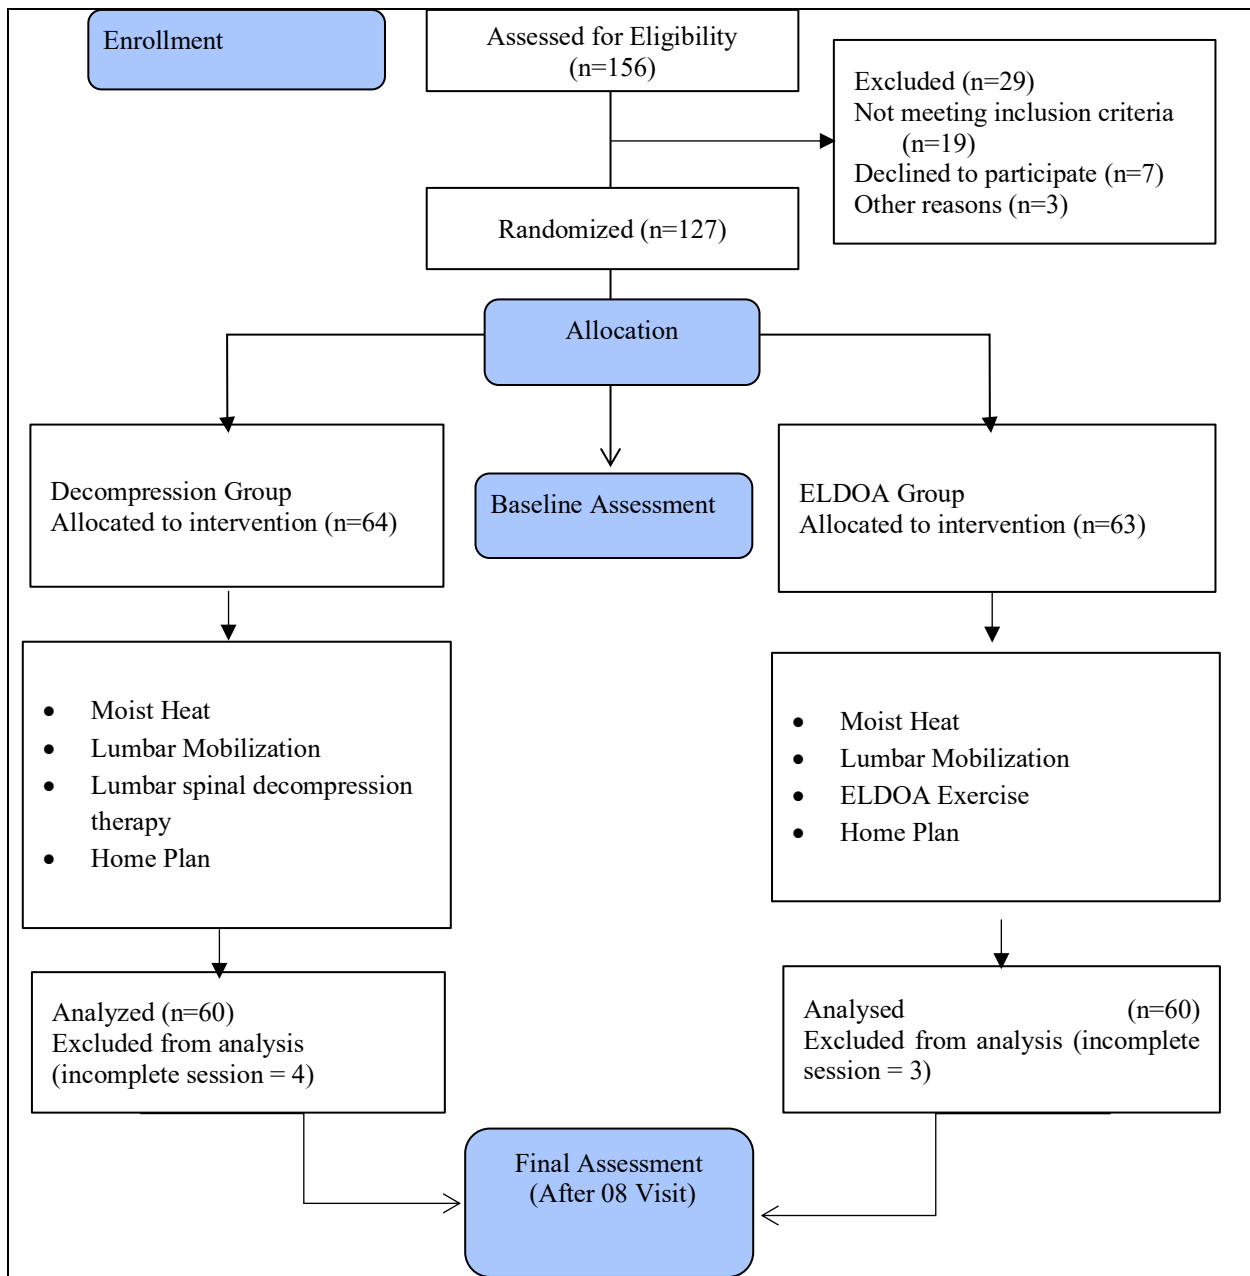 Enrollment
Assessed for Eligibility
(n=156)
Excluded (n=29)
Not meeting inclusion criteria
(n=19)
Declined to participate (n=7)
Other reasons (n=3)
Randomized (n=127)
Allocation
Decompression Group
Allocated to intervention (n=64)
Baseline Assessment
ELDOA Group
Allocated to intervention (n=63)
• Moist Heat
• Lumbar Mobilization
• Lumbar spinal decompression
therapy
• Home Plan
• Moist Heat
• Lumbar Mobilization
• ELDOA Exercise
• Home Plan
Analyzed (n=60)
Excluded from analysis
(incomplete session = 4)
Analysed (n=60)
Excluded from analysis (incomplete
session = 3)
Final Assessment
(After 08 Visit)